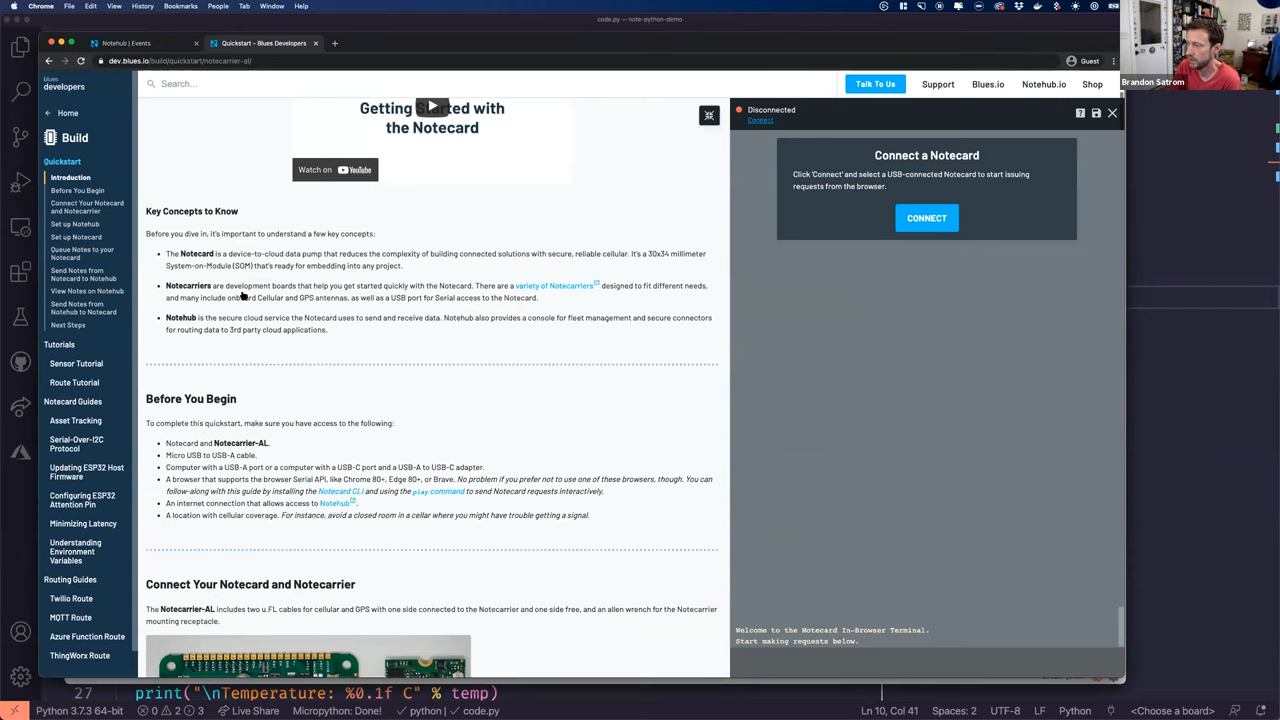 Chrome File Edit View History Bookmarks People Tab Window Help
code.py — note-python-demo
Notehub | Events
Quickstart - Blues Developers
dev.blues.io/build/quickstart/notecarrier-al/
Guest
Brandon Satrom
blues
developers
Search...
Talk To Us
Support
Blues.io
Notehub.io
Shop
Home
Build
Quickstart
Introduction
Before You Begin
Connect Your Notecard
and Notecarrier
Set up Notehub
Set up Notecard
Queue Notes to your
Notecard
Send Notes from
Notecard to Notehub
View Notes on Notehub
Send Notes from
Notehub to Notecard
Next Steps
Tutorials
Sensor Tutorial
Route Tutorial
Notecard Guides
Asset Tracking
Serial-Over-I2C
Protocol
Updating ESP32 Host
Firmware
Configuring ESP32
Attention Pin
Minimizing Latency
Understanding
Environment
Variables
Routing Guides
Twilio Route
MQTT Route
Azure Function Route
ThingWorx Route
Getting Started with
the Notecard
Watch on YouTube
Key Concepts to Know
Before you dive in, it's important to understand a few key concepts:
The Notecard is a device-to-cloud data pump that reduces the complexity of building connected solutions with secure, reliable cellular. It's a 30x34 millimeter
System-on-Module (SOM) that's ready for embedding into any project.
Notecarriers are development boards that help you get started quickly with the Notecard. There are a variety of Notecarriers designed to fit different needs,
and many include onboard Cellular and GPS antennas, as well as a USB port for Serial access to the Notecard.
Notehub is the secure cloud service the Notecard uses to send and receive data. Notehub also provides a console for fleet management and secure connectors
for routing data to 3rd party cloud applications.
Before You Begin
To complete this quickstart, make sure you have access to the following:
Notecard and Notecarrier-AL.
Micro USB to USB-A cable.
Computer with a USB-A port or a computer with a USB-C port and a USB-A to USB-C adapter.
A browser that supports the browser Serial API, like Chrome 80+, Edge 80+, or Brave. No problem if you prefer not to use one of these browsers, though. You can
follow-along with this guide by installing the Notecard CLI and using the play command to send Notecard requests interactively.
An internet connection that allows access to Notehub.
A location with cellular coverage. For instance, avoid a closed room in a cellar where you might have trouble getting a signal.
Connect Your Notecard and Notecarrier
The Notecarrier-AL includes two u.FL cables for cellular and GPS with one side connected to the Notecarrier and one side free, and an allen wrench for the Notecarrier
mounting receptacle.
Disconnected
Connect
Connect a Notecard
Click 'Connect' and select a USB-connected Notecard to start issuing
requests from the browser.
CONNECT
Welcome to the Notecard In-Browser Terminal.
Start making requests below.
27 print("\nTemperature: %0.1f C" % temp)
Python 3.7.3 64-bit 0 2 3 Micropython: Done! python | code.py Ln 10, Col 41 Spaces: 2 UTF-8 LF Python <Choose a board>